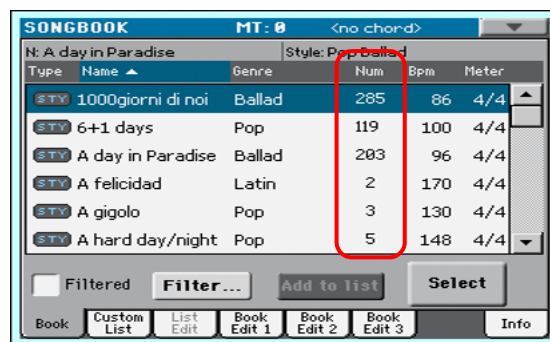 SONGBOOK MT: 0 <no chord>
N: A day in Paradise Style: Pop Ballad
Type Name Genre Num Bpm Meter
STY 1000giorni di noi Ballad 285 86 4/4
STY 6+1 days Pop 119 100 4/4
STY A day in Paradise Ballad 203 96 4/4
STY A felicidad Latin 2 170 4/4
STY A gigolo Pop 3 130 4/4
STY A hard day/night Pop 5 148 4/4
Filtered Filter... Add to list Select
Book Custom List List Edit Book Edit 1 Book Edit 2 Book Edit 3 Info